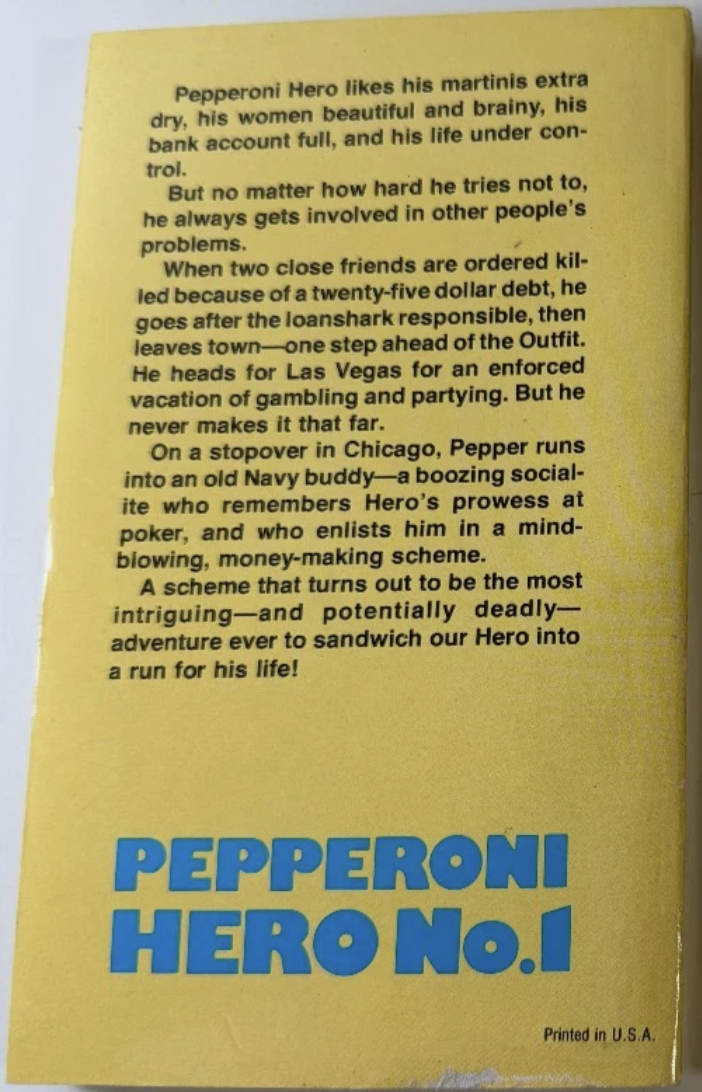 Pepperoni Hero likes his martinis extra
dry, his women beautiful and brainy, his
bank account full, and his life under con-
trol.
But no matter how hard he tries not to,
he always gets involved in other people's
problems.
When two close friends are ordered kil-
led because of a twenty-five dollar debt, he
goes after the loanshark responsible, then
leaves town—one step ahead of the Outfit.
He heads for Las Vegas for an enforced
vacation of gambling and partying. But he
never makes it that far.
On a stopover in Chicago, Pepper runs
into an old Navy buddy—a boozing social-
ite who remembers Hero's prowess at
poker, and who enlists him in a mind-
blowing, money-making scheme.
A scheme that turns out to be the most
intriguing—and potentially deadly—
adventure ever to sandwich our Hero into
a run for his life!
PEPPERONI
HERO No.1
Printed in U.S.A.